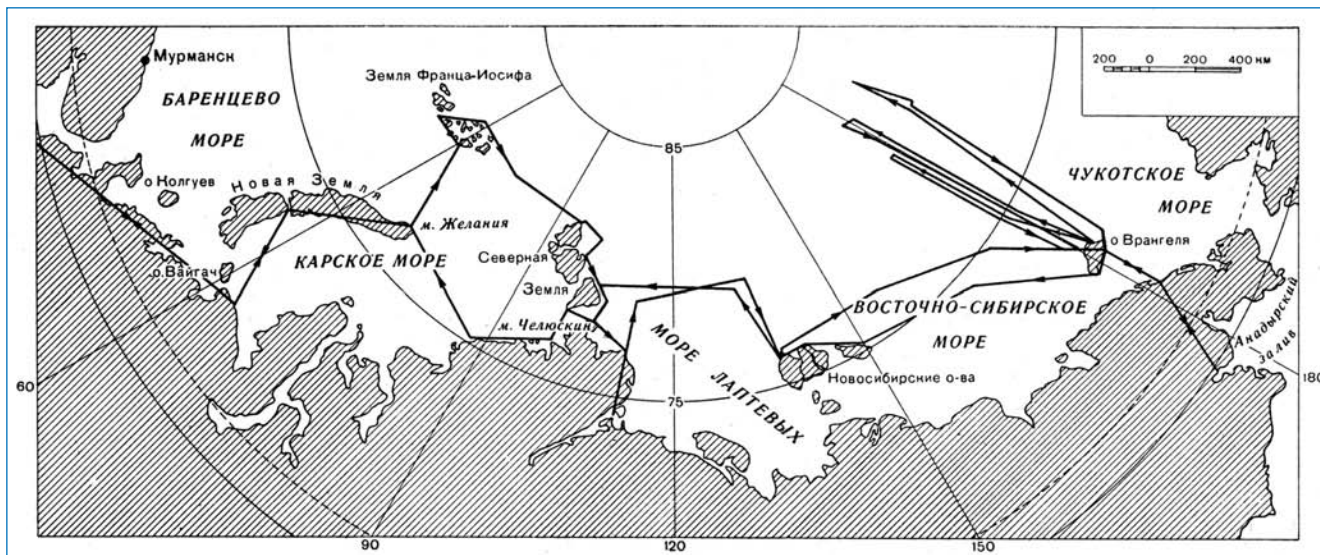 Мурманск
БАРЕНЦЕВО
МОРЕ
о Колгуев
Новая Земля
о.Вайгач
КАРСКОЕ МОРЕ
Земля Франца-Иосифа
м. Желания
Северная
Земля
м. Челюскин
МОРЕ
ЛАПТЕВЫХ
Новосибирские о-ва
ВОСТОЧНО-СИБИРСКОЕ
МОРЕ
ЧУКОТСКОЕ
МОРЕ
о Врангеля
Анадырский
залив
200 0 200 400 км
85
75
60
90
120
150
180